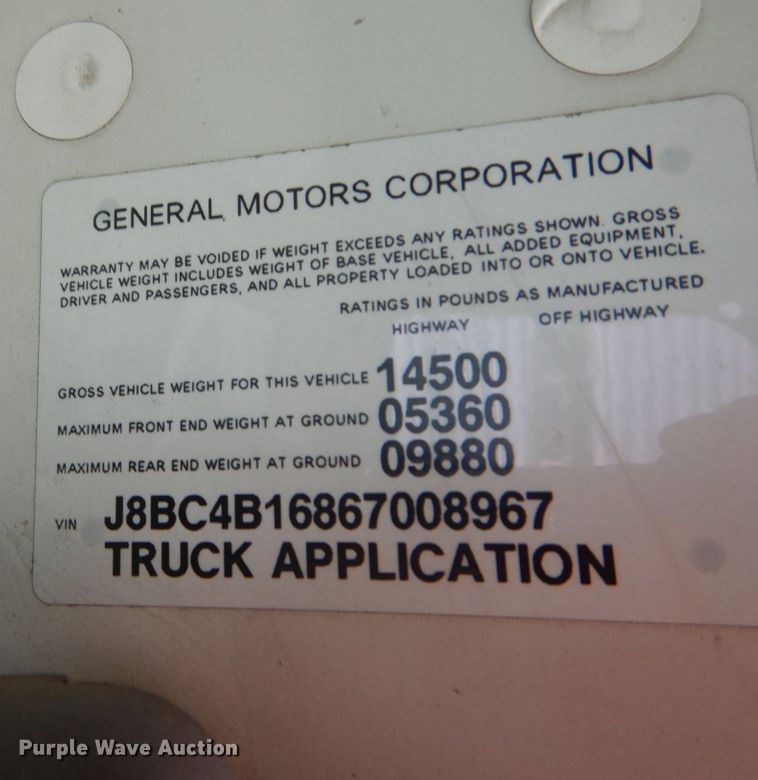 GENERAL MOTORS CORPORATION
WARRANTY MAY BE VOIDED IF WEIGHT EXCEEDS ANY RATINGS SHOWN. GROSS
VEHICLE WEIGHT INCLUDES WEIGHT OF BASE VEHICLE, ALL ADDED EQUIPMENT,
DRIVER AND PASSENGERS, AND ALL PROPERTY LOADED INTO OR ONTO VEHICLE.
RATINGS IN POUNDS AS MANUFACTURED
HIGHWAY OFF HIGHWAY
GROSS VEHICLE WEIGHT FOR THIS VEHICLE 14500
MAXIMUM FRONT END WEIGHT AT GROUND 05360
MAXIMUM REAR END WEIGHT AT GROUND 09880
VIN J8BC4B16867008967
TRUCK APPLICATION
Purple Wave Auction